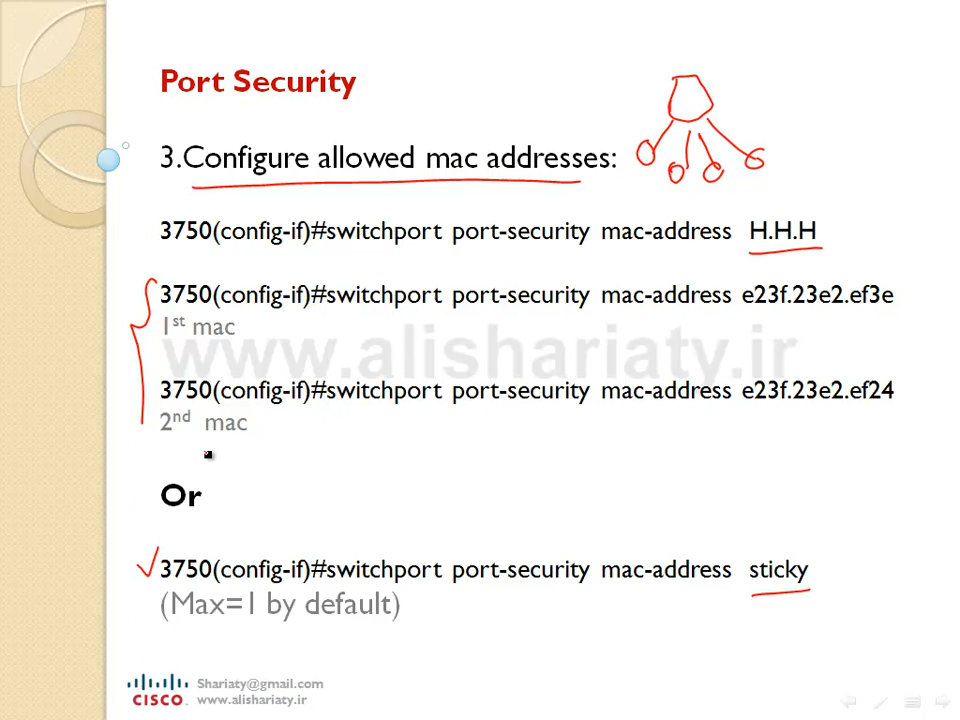 Port Security
3.Configure allowed mac addresses:
3750(config-if)#switchport port-security mac-address H.H.H
3750(config-if)#switchport port-security mac-address e23f.23e2.ef3e
1st mac
www.alishariaty.ir
3750(config-if)#switchport port-security mac-address e23f.23e2.ef24
2nd mac
Or
3750(config-if)#switchport port-security mac-address sticky
(Max=1 by default)
CISCO
Shariaty@gmail.com
www.alishariaty.ir